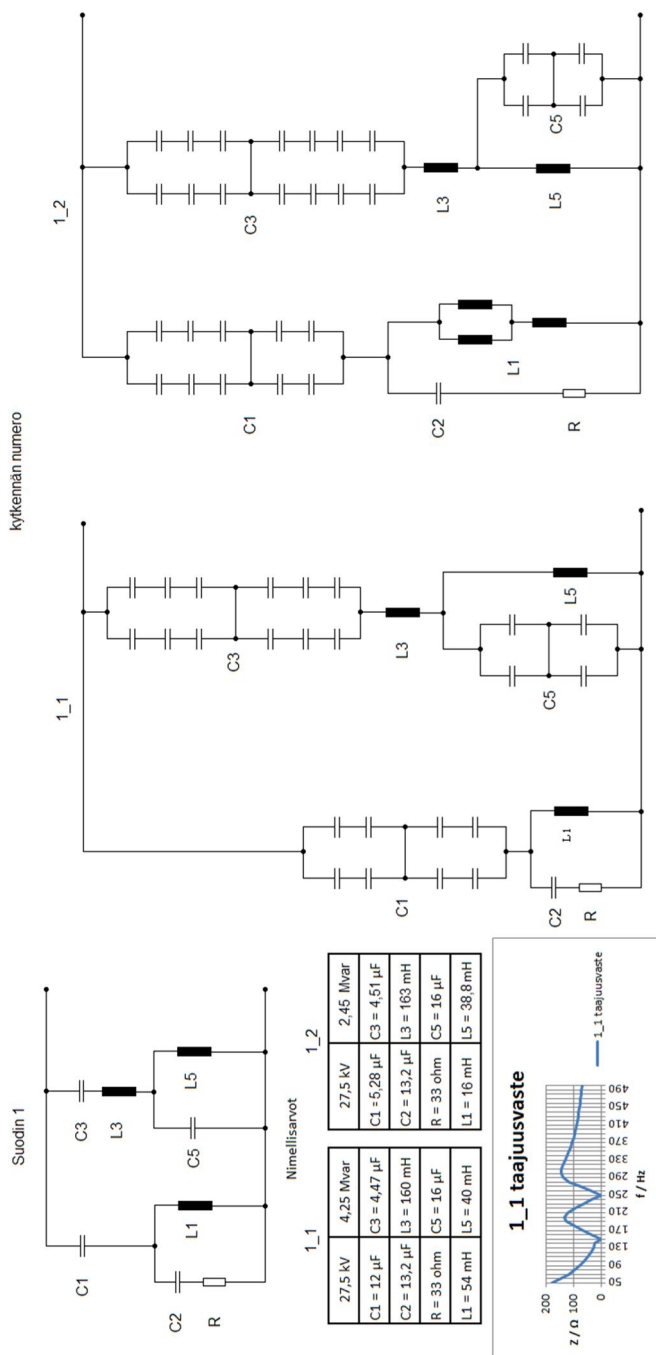 kytkennän numero
Suodin 1
C1
C2
R
L1
C3
L3
C5
L5
Nimellisarvot
1_1
27,5 kV 4,25 Mvar
C1 = 12 µF C3 = 4,47 µF
C2 = 13,2 µF L3 = 160 mH
R = 33 ohm C5 = 16 µF
L1 = 54 mH L5 = 40 mH
1_2
27,5 kV 2,45 Mvar
C1 =5,28 µF C3 = 4,51 µF
C2 = 13,2 µF L3 = 163 mH
R = 33 ohm C5 = 16 µF
L1 = 16 mH L5 = 38,8mH
1_1 taajuusvaste
z / Ω
200
100
0
50 90 130 170 210 250 290 330 370 410 450 490
f / Hz
1_1 taajuusvaste
1_1
C1
C2
R
L1
C3
L3
C5
L5
1_2
C1
C2
R
L1
C3
L3
L5
C5